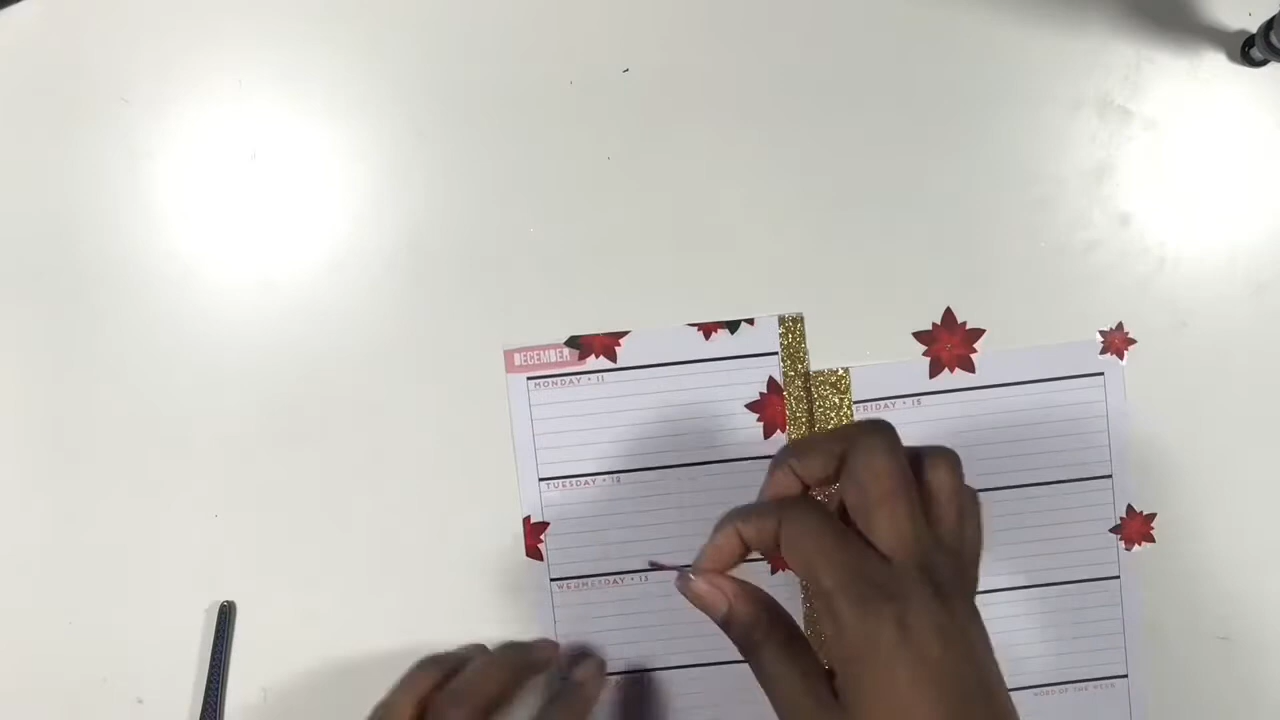 DECEMBER
MONDAY • 11
TUESDAY • 12
WEDNESDAY • 13
FRIDAY • 15
WORD OF THE WEEK